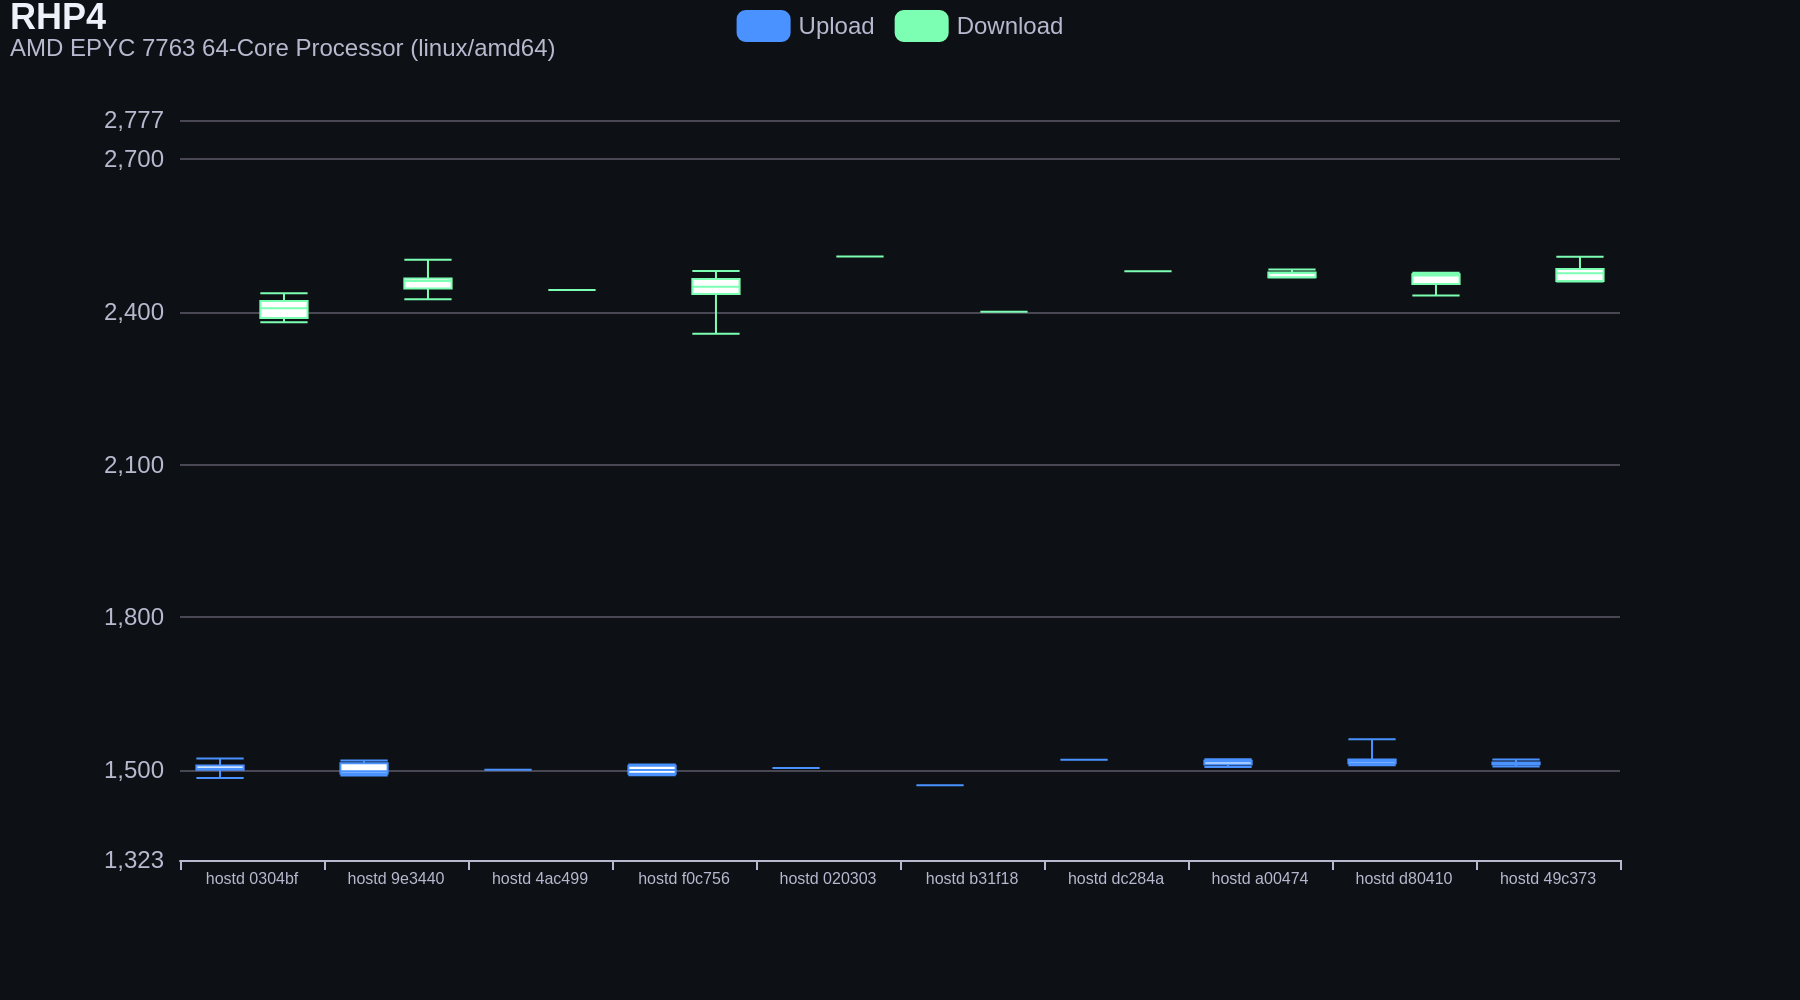 RHP4
AMD EPYC 7763 64-Core Processor (linux/amd64)
Upload Download
2,777
2,700
2,400
2,100
1,800
1,500
1,323
hostd 0304bf hostd 9e3440 hostd 4ac499 hostd f0c756 hostd 020303 hostd b31f18 hostd dc284a hostd a00474 hostd d80410 hostd 49c373